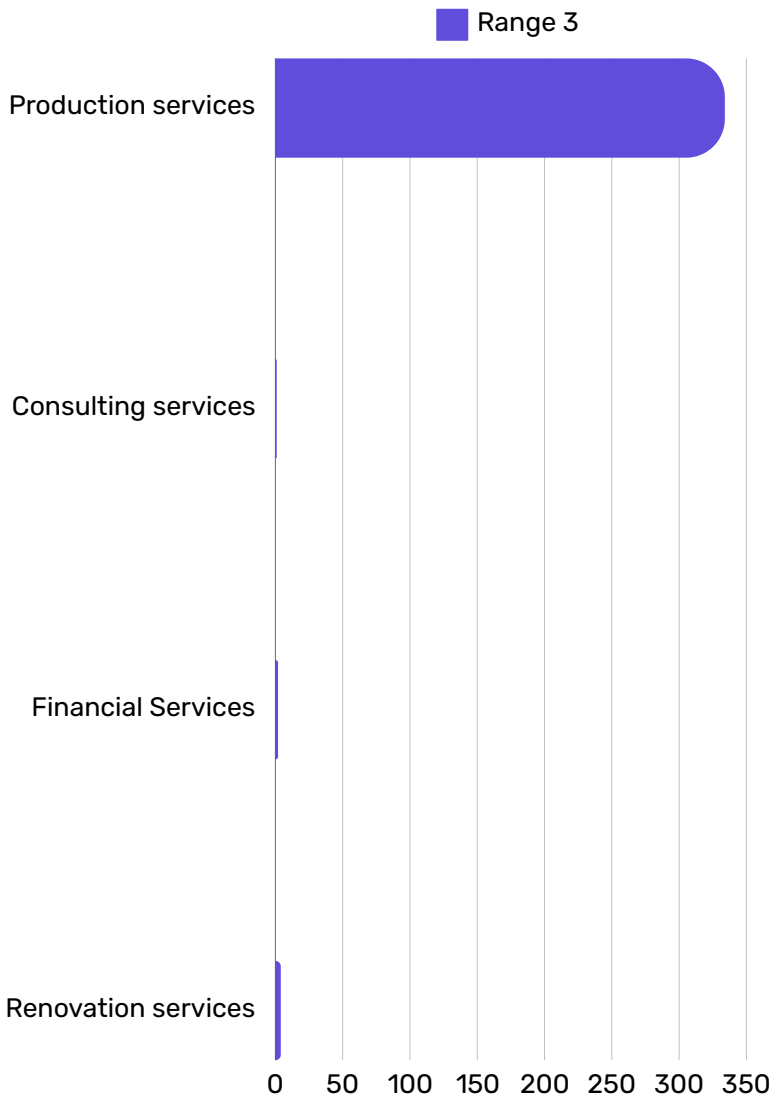 Range 3
Production services
Consulting services
Financial Services
Renovation services
0 50 100 150 200 250 300 350